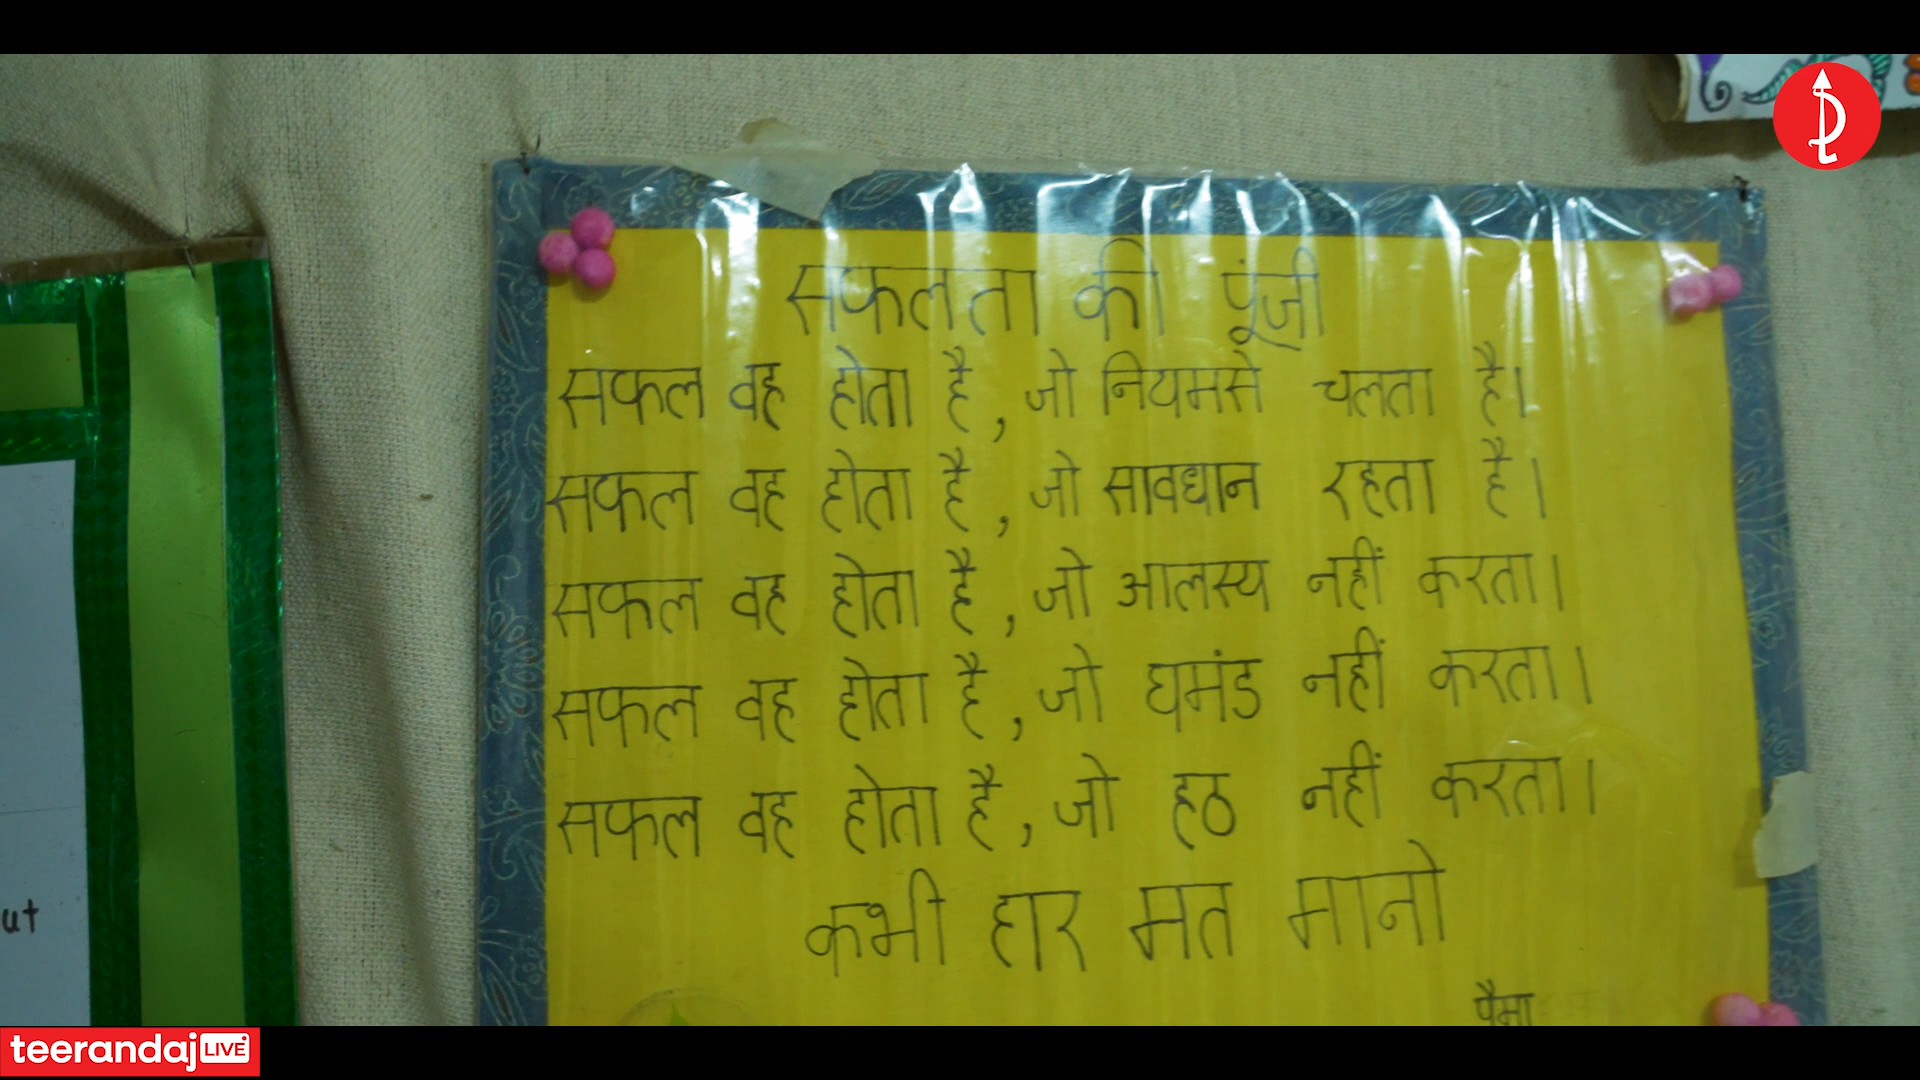 सफलता की पूंजी
सफल वह होता है, जो नियमसे चलता है।
सफल वह होता है, जो सावधान रहता है।
सफल वह होता है, जो आलस्य नहीं करता।
सफल वह होता है, जो घमंड नहीं करता।
सफल वह होता है, जो हठ नहीं करता।
कभी हार मत मानो
पैमा
ut
teerandaj LIVE